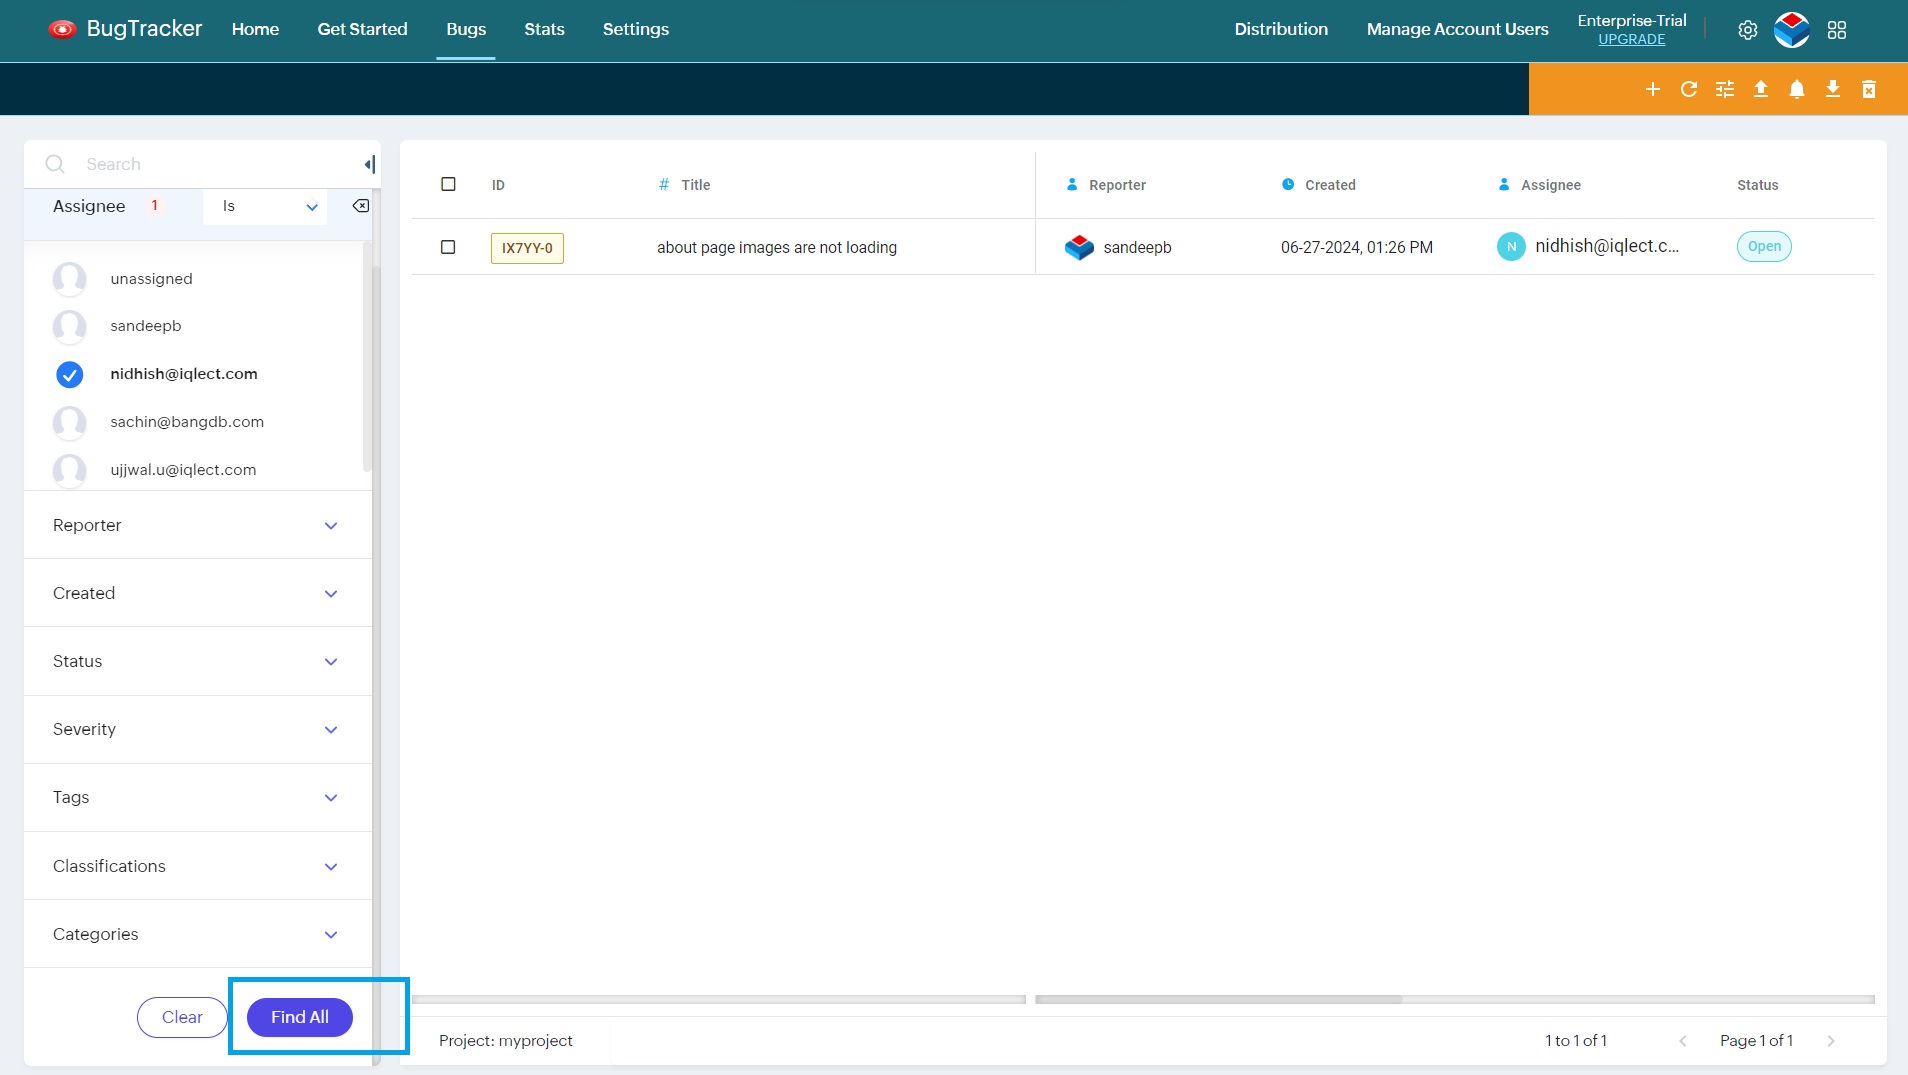 BugTracker Home Get Started Bugs Stats Settings Distribution Manage Account Users Enterprise-Trial
UPGRADE
Search
Assignee 1 Is
unassigned
sandeepb
nidhish@iqlect.com
sachin@bangdb.com
ujjwal.u@iqlect.com
Reporter
Created
Status
Severity
Tags
Classifications
Categories
Clear Find All
ID # Title Reporter Created Assignee Status
IX7YY-0 about page images are not loading sandeepb 06-27-2024, 01:26 PM N nidhish@iqlect.c... Open
Project: myproject 1 to 1 of 1 Page 1 of 1